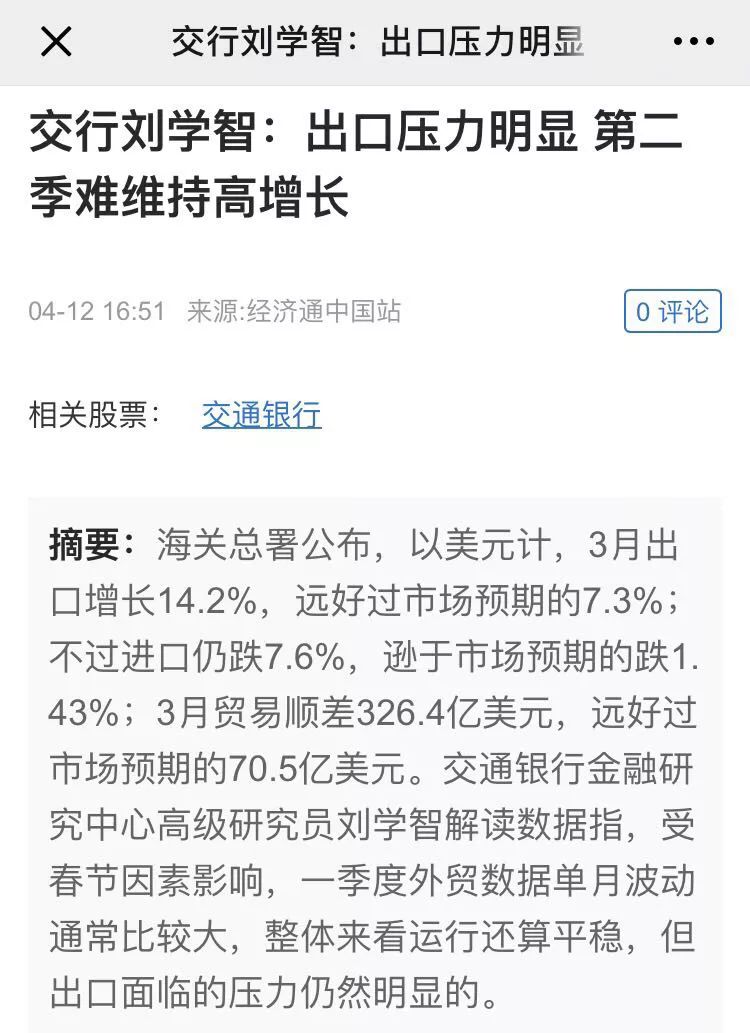 交行刘学智：出口压力明显
交行刘学智：出口压力明显 第二
季难维持高增长
04-12 16:51 来源:经济通中国站
0 评论
相关股票： 交通银行
摘要：海关总署公布，以美元计，3月出
口增长14.2%，远好过市场预期的7.3%；
不过进口仍跌7.6%，逊于市场预期的跌1.
43%；3月贸易顺差326.4亿美元，远好过
市场预期的70.5亿美元。交通银行金融研
究中心高级研究员刘学智解读数据指，受
春节因素影响，一季度外贸数据单月波动
通常比较大，整体来看运行还算平稳，但
出口面临的压力仍然明显的。